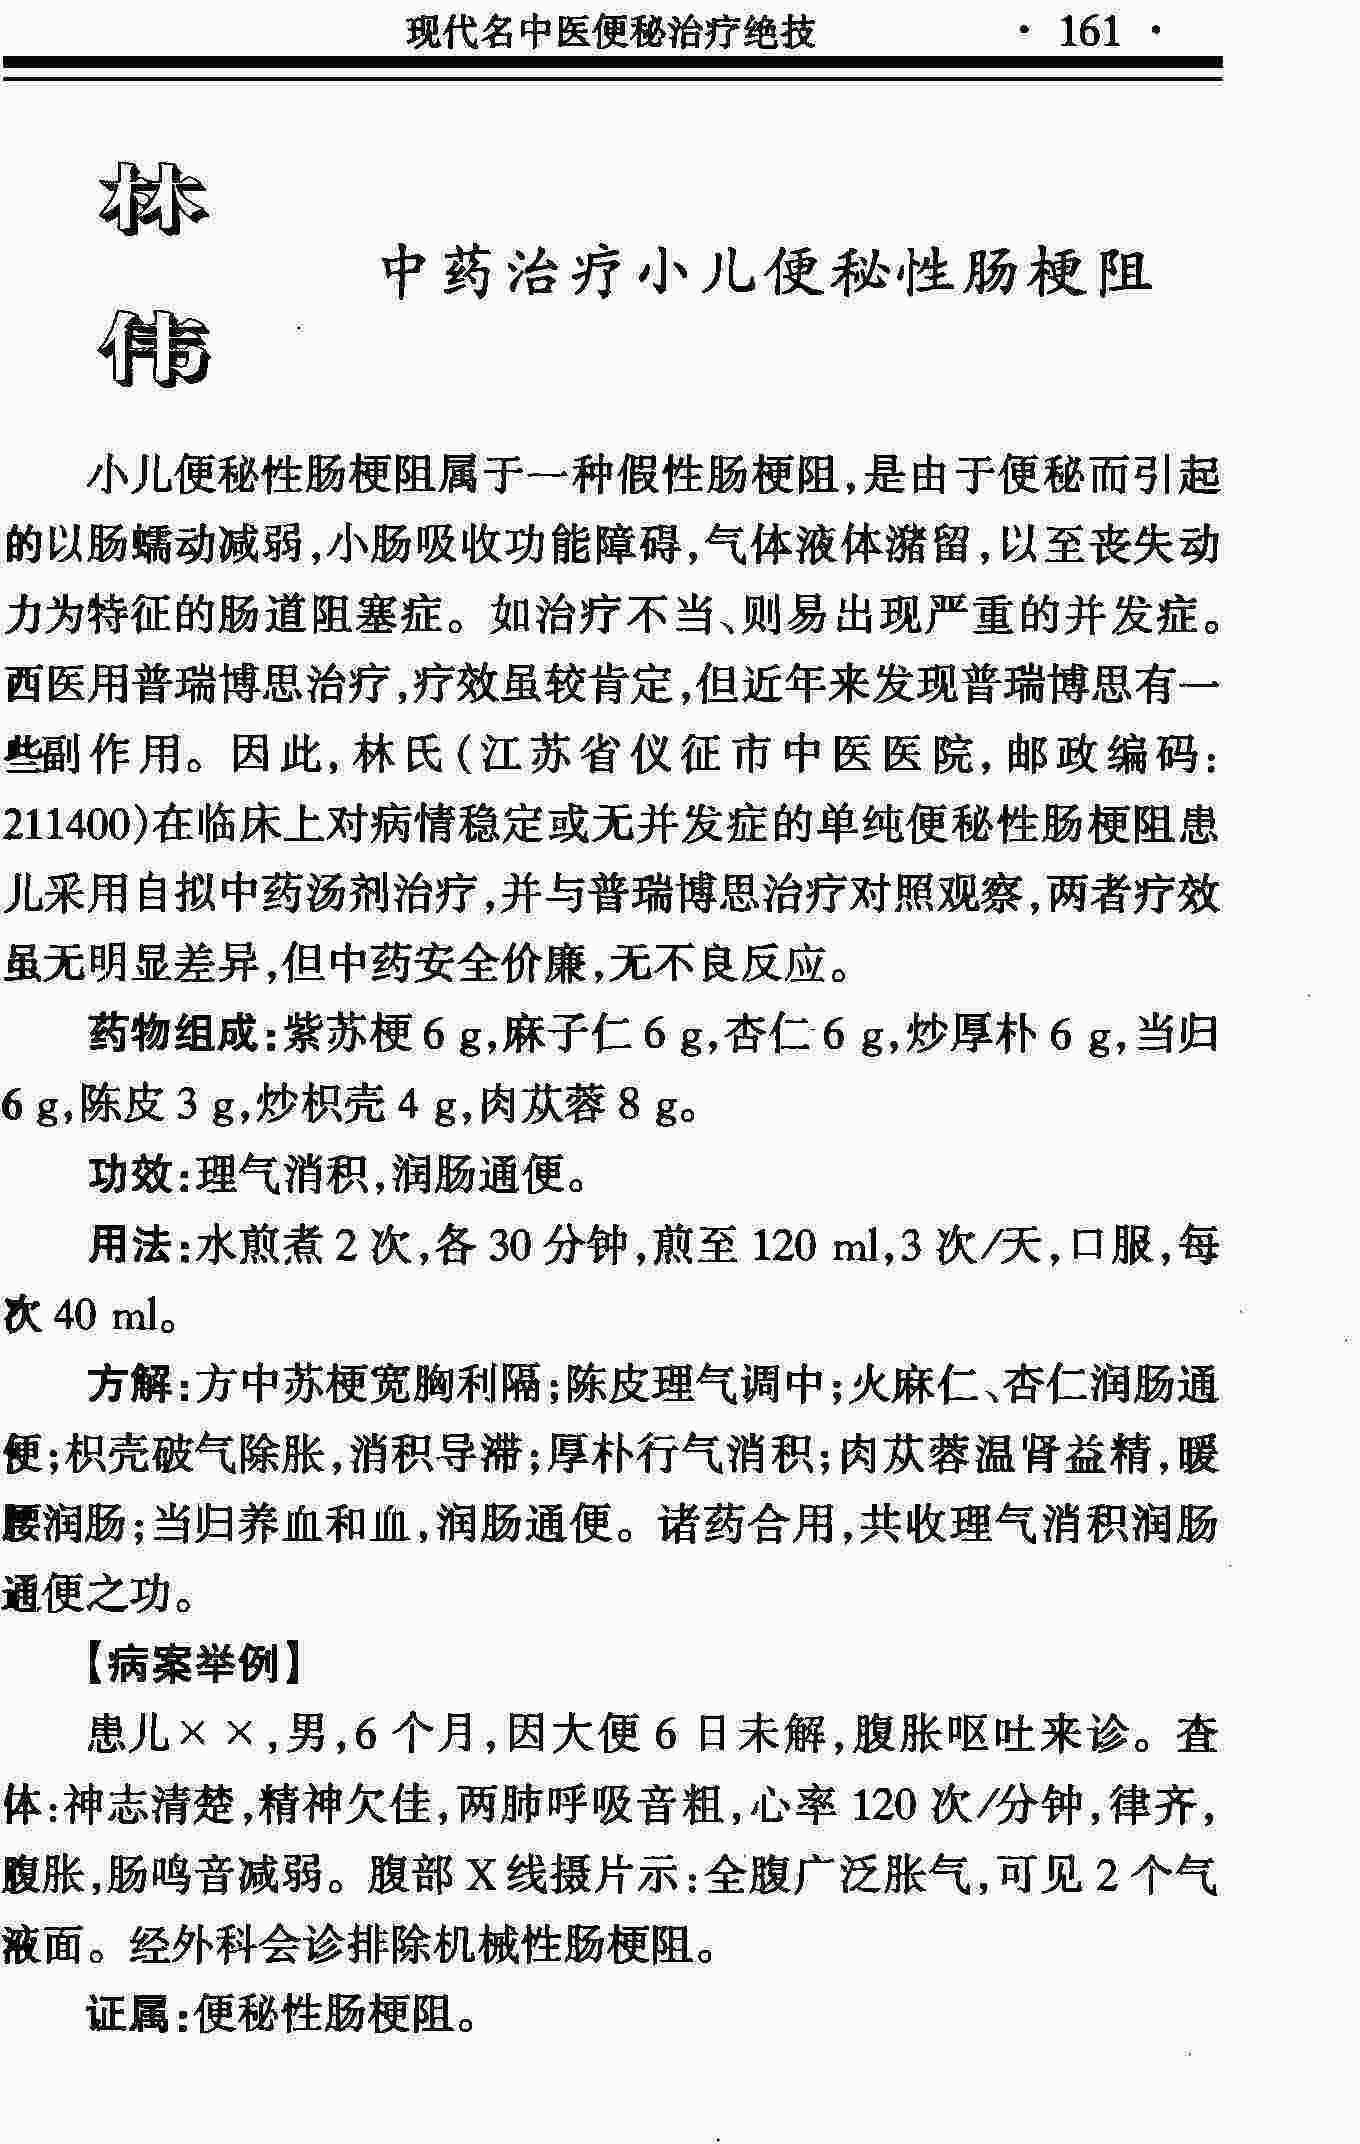 现代名中医便秘治疗绝技 · 161 ·
林
伟
中药治疗小儿便秘性肠梗阻
小儿便秘性肠梗阻属于一种假性肠梗阻,是由于便秘而引起
的以肠蠕动减弱,小肠吸收功能障碍,气体液体潴留,以至丧失动
力为特征的肠道阻塞症。如治疗不当、则易出现严重的并发症。
西医用普瑞博思治疗,疗效虽较肯定,但近年来发现普瑞博思有一
些副作用。因此,林氏(江苏省仪征市中医医院,邮政编码:
211400)在临床上对病情稳定或无并发症的单纯便秘性肠梗阻患
儿采用自拟中药汤剂治疗,并与普瑞博思治疗对照观察,两者疗效
虽无明显差异,但中药安全价廉,无不良反应。
药物组成:紫苏梗 6 g,麻子仁 6 g,杏仁 6 g,炒厚朴 6 g,当归
6 g,陈皮 3 g,炒枳壳 4 g,肉苁蓉 8 g。
功效:理气消积,润肠通便。
用法:水煎煮 2 次,各 30 分钟,煎至 120 ml,3 次/天,口服,每
次 40 ml。
方解:方中苏梗宽胸利隔;陈皮理气调中;火麻仁、杏仁润肠通
便;枳壳破气除胀,消积导滞;厚朴行气消积;肉苁蓉温肾益精,暖
腰润肠;当归养血和血,润肠通便。诸药合用,共收理气消积润肠
通便之功。
【病案举例】
患儿××,男,6 个月,因大便 6 日未解,腹胀呕吐来诊。查
体:神志清楚,精神欠佳,两肺呼吸音粗,心率 120 次/分钟,律齐,
腹胀,肠鸣音减弱。腹部 X 线摄片示:全腹广泛胀气,可见 2 个气
液面。经外科会诊排除机械性肠梗阻。
证属:便秘性肠梗阻。